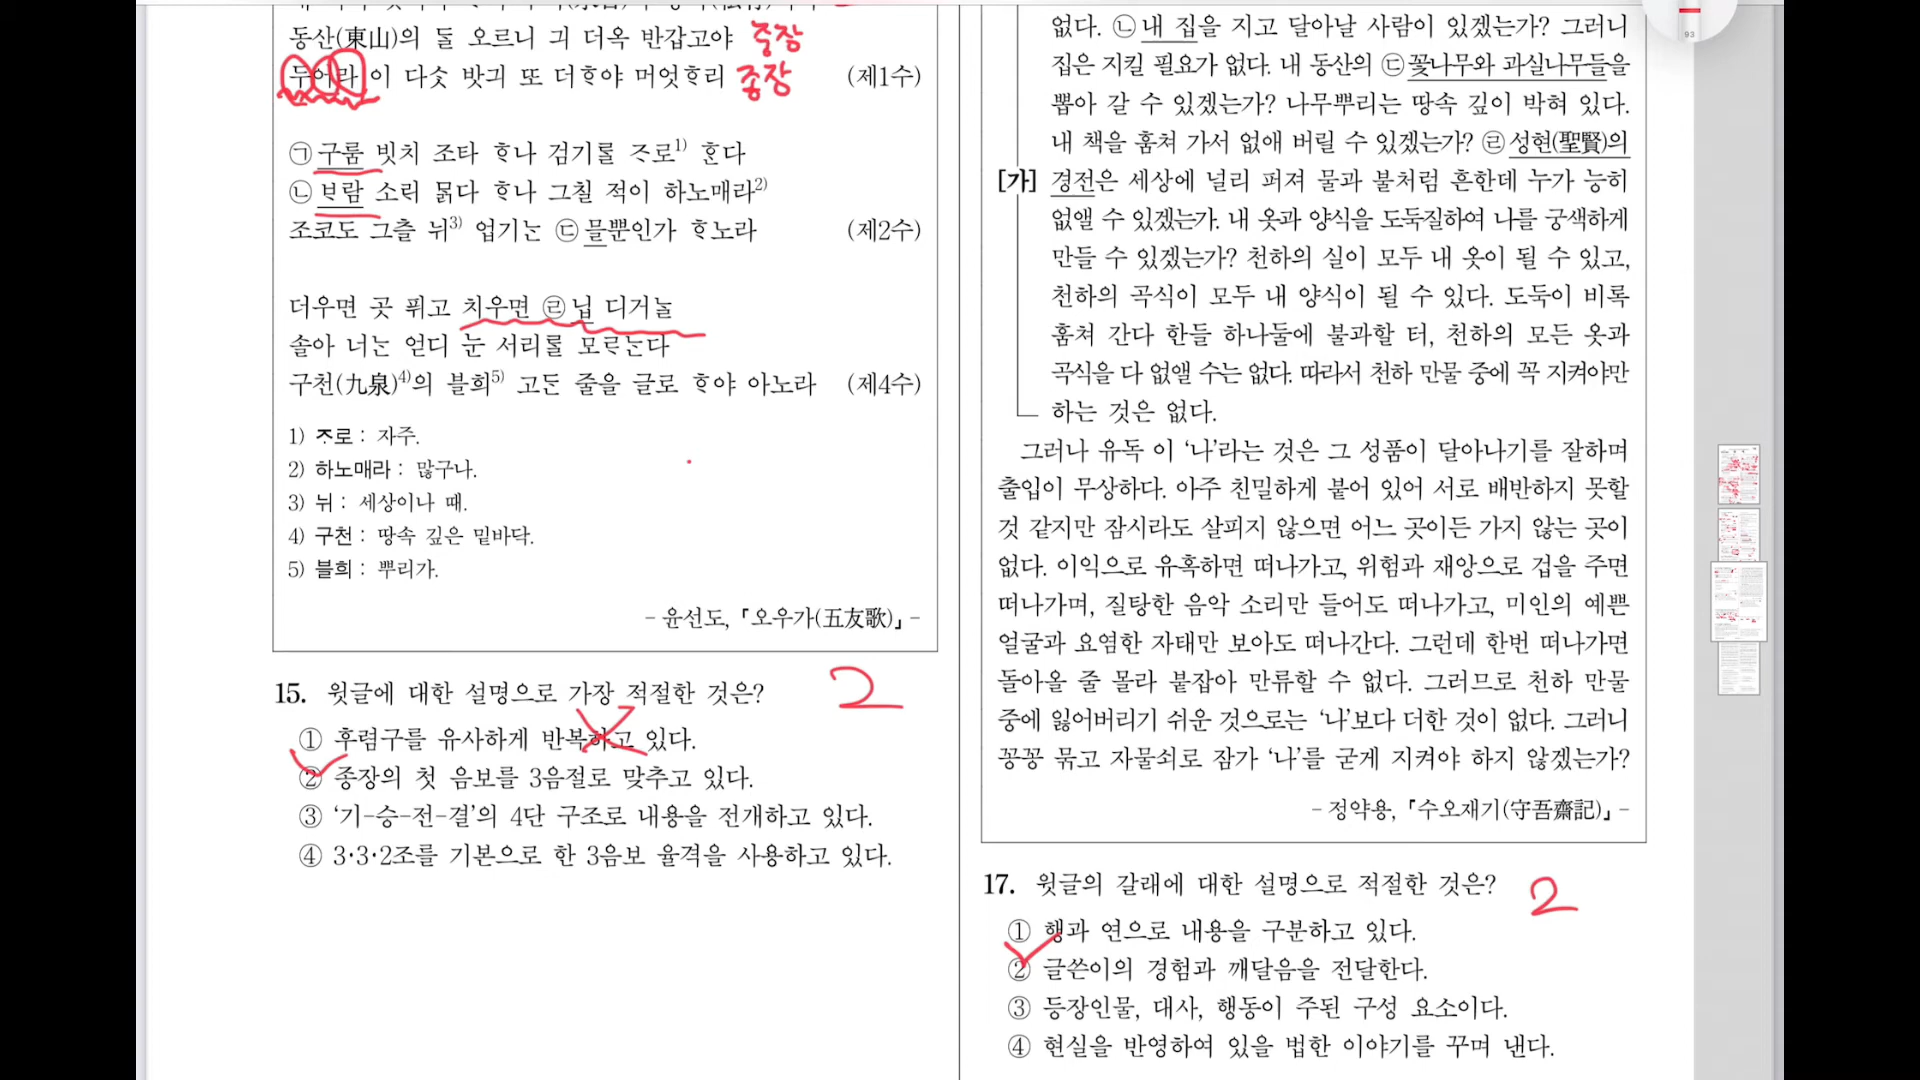 동산(東山)의 ᄃᆞᆯ 오르니 긔 더옥 반갑고야 중장
두어라 이 다ᄉᆞᆺ 밧긔 또 더ᄒᆞ야 머엇ᄒᆞ리 종장 (제1수)
㉠ 구룸 빗치 조타 ᄒᆞ나 검기ᄅᆞᆯ ᄌᆞ로1) ᄒᆞᆫ다
㉡ ᄇᆞ람 소ᄅᆡ ᄆᆞᆰ다 ᄒᆞ나 그칠 적이 하노매라2)
조코도 그츨 뉘3) 업기ᄂᆞᆫ ㉢ 믈뿐인가 ᄒᆞ노라 (제2수)
더우면 곳 퓌고 치우면 ㉣ 닙 디거ᄂᆞᆯ
솔아 너ᄂᆞᆫ 얻디 눈 서리ᄅᆞᆯ 모ᄅᆞᄂᆞᆫ다
구천(九泉)4)의 블희5) 고ᄃᆞᆫ 줄을 글로 ᄒᆞ야 아노라 (제4수)
1) ᄌᆞ로 : 자주.
2) 하노매라 : 많구나.
3) 뉘 : 세상이나 때.
4) 구천 : 땅속 깊은 밑바닥.
5) 블희 : 뿌리가.
- 윤선도, 「오우가(五友歌)」-
15. 윗글에 대한 설명으로 가장 적절한 것은? 2
① 후렴구를 유사하게 반복하고 있다.
② 종장의 첫 음보를 3음절로 맞추고 있다.
③ ‘기-승-전-결’의 4단 구조로 내용을 전개하고 있다.
④ 3·3·2조를 기본으로 한 3음보 율격을 사용하고 있다.
없다. ㉡ 내 집을 지고 달아날 사람이 있겠는가? 그러니
집은 지킬 필요가 없다. 내 동산의 ㉢ 꽃나무와 과실나무들을
뽑아 갈 수 있겠는가? 나무뿌리는 땅속 깊이 박혀 있다.
내 책을 훔쳐 가서 없애 버릴 수 있겠는가? ㉣ 성현(聖賢)의
[가] 경전은 세상에 널리 퍼져 물과 불처럼 흔한데 누가 능히
없앨 수 있겠는가. 내 옷과 양식을 도둑질하여 나를 궁색하게
만들 수 있겠는가? 천하의 실이 모두 내 옷이 될 수 있고,
천하의 곡식이 모두 내 양식이 될 수 있다. 도둑이 비록
훔쳐 간다 한들 하나둘에 불과할 터, 천하의 모든 옷과
곡식을 다 없앨 수는 없다. 따라서 천하 만물 중에 꼭 지켜야만
하는 것은 없다.
그러나 유독 이 ‘나’라는 것은 그 성품이 달아나기를 잘하며
출입이 무상하다. 아주 친밀하게 붙어 있어 서로 배반하지 못할
것 같지만 잠시라도 살피지 않으면 어느 곳이든 가지 않는 곳이
없다. 이익으로 유혹하면 떠나가고, 위험과 재앙으로 겁을 주면
떠나가며, 질탕한 음악 소리만 들어도 떠나가고, 미인의 예쁜
얼굴과 요염한 자태만 보아도 떠나간다. 그런데 한번 떠나가면
돌아올 줄 몰라 붙잡아 만류할 수 없다. 그러므로 천하 만물
중에 잃어버리기 쉬운 것으로는 ‘나’보다 더한 것이 없다. 그러니
꽁꽁 묶고 자물쇠로 잠가 ‘나’를 굳게 지켜야 하지 않겠는가?
- 정약용, 「수오재기(守吾齋記)」-
17. 윗글의 갈래에 대한 설명으로 적절한 것은? 2
① 행과 연으로 내용을 구분하고 있다.
② 글쓴이의 경험과 깨달음을 전달한다.
③ 등장인물, 대사, 행동이 주된 구성 요소이다.
④ 현실을 반영하여 있을 법한 이야기를 꾸며 낸다.
93